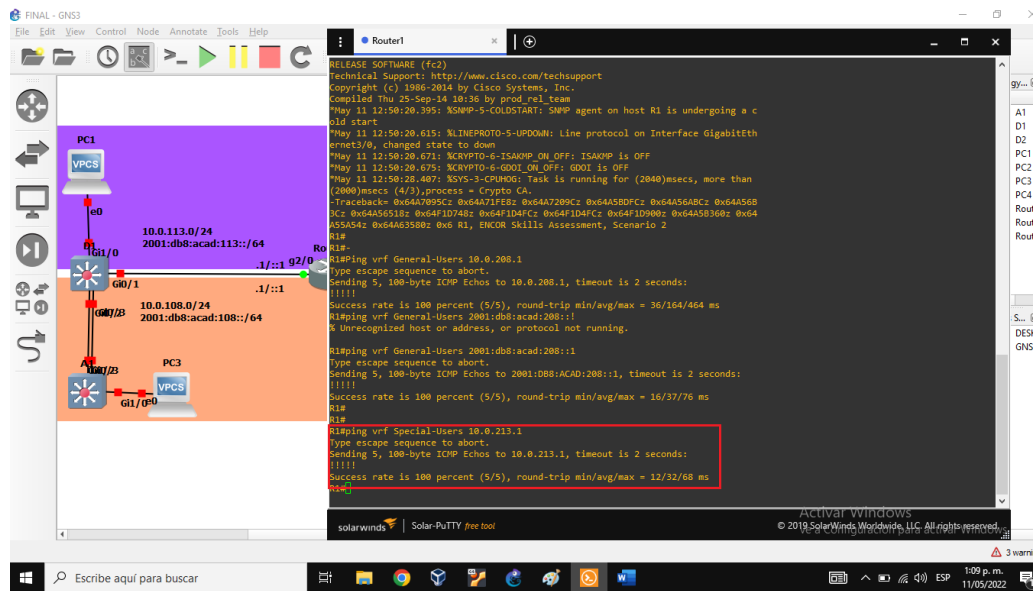 FINAL - GNS3
File Edit View Control Node Annotate Tools Help
Router1
RELEASE SOFTWARE (fc2)
Technical Support: http://www.cisco.com/techsupport
Copyright (c) 1986-2014 by Cisco Systems, Inc.
Compiled Thu 25-Sep-14 10:36 by prod_rel_team
*May 11 12:50:20.395: %SNMP-5-COLDSTART: SNMP agent on host R1 is undergoing a c
old start
*May 11 12:50:20.615: %LINEPROTO-5-UPDOWN: Line protocol on Interface GigabitEth
ernet3/0, changed state to down
*May 11 12:50:20.671: %CRYPTO-6-ISAKMP_ON_OFF: ISAKMP is OFF
*May 11 12:50:20.675: %CRYPTO-6-GDOI_ON_OFF: GDOI is OFF
*May 11 12:50:28.407: %SYS-3-CPUHOG: Task is running for (2040)msecs, more than
(2000)msecs (4/3),process = Crypto CA.
-Traceback= 0x64A7095Cz 0x64A71FE8z 0x64A7209Cz 0x64A5BDFCz 0x64A56ABCz 0x64A56B
3Cz 0x64A56518z 0x64F1D748z 0x64F1D4FCz 0x64F1D4FCz 0x64F1D900z 0x64A5B360z 0x64
A55A54z 0x64A63580z 0x6 R1, ENCOR Skills Assessment, Scenario 2
R1#
R1#-
R1#Ping vrf General-Users 10.0.208.1
Type escape sequence to abort.
Sending 5, 100-byte ICMP Echos to 10.0.208.1, timeout is 2 seconds:
!!!!!
Success rate is 100 percent (5/5), round-trip min/avg/max = 36/164/464 ms
R1#ping vrf General-Users 2001:db8:acad:208::!
% Unrecognized host or address, or protocol not running.
R1#ping vrf General-Users 2001:db8:acad:208::1
Type escape sequence to abort.
Sending 5, 100-byte ICMP Echos to 2001:DB8:ACAD:208::1, timeout is 2 seconds:
!!!!!
Success rate is 100 percent (5/5), round-trip min/avg/max = 16/37/76 ms
R1#
R1#
R1#ping vrf Special-Users 10.0.213.1
Type escape sequence to abort.
Sending 5, 100-byte ICMP Echos to 10.0.213.1, timeout is 2 seconds:
!!!!!
Success rate is 100 percent (5/5), round-trip min/avg/max = 12/32/68 ms
R1#
PC1
VPCS
e0
10.0.113.0/24
2001:db8:acad:113::/64
D1
Gi1/0
Gi0/1
.1/::1
g2/0
Ro
.1/::1
10.0.108.0/24
2001:db8:acad:108::/64
A1
PC3
VPCS
Gi1/0
e0
gy...
A1
D1
D2
PC1
PC2
PC3
PC4
Rout
Rout
Rout
S...
DESK
GNS
solarwinds | Solar-PuTTY free tool
© 2019 SolarWinds Worldwide, LLC. All rights reserved.
Activar Windows
Ve a Configuración para activar Windows.
3 warni
Escribe aquí para buscar
ESP
1:09 p. m.
11/05/2022